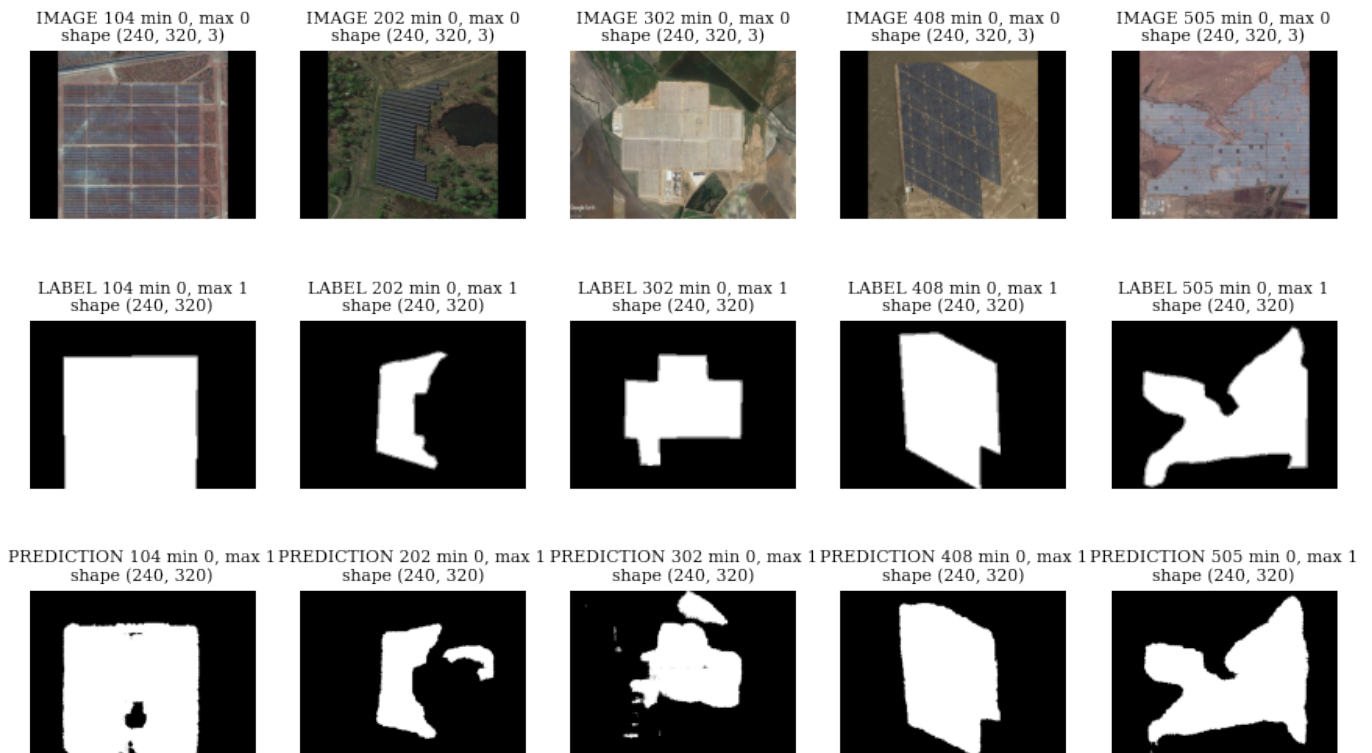 IMAGE 104 min 0, max 0
shape (240, 320, 3)
IMAGE 202 min 0, max 0
shape (240, 320, 3)
IMAGE 302 min 0, max 0
shape (240, 320, 3)
IMAGE 408 min 0, max 0
shape (240, 320, 3)
IMAGE 505 min 0, max 0
shape (240, 320, 3)
Google Earth
LABEL 104 min 0, max 1
shape (240, 320)
LABEL 202 min 0, max 1
shape (240, 320)
LABEL 302 min 0, max 1
shape (240, 320)
LABEL 408 min 0, max 1
shape (240, 320)
LABEL 505 min 0, max 1
shape (240, 320)
PREDICTION 104 min 0, max 1
shape (240, 320)
PREDICTION 202 min 0, max 1
shape (240, 320)
PREDICTION 302 min 0, max 1
shape (240, 320)
PREDICTION 408 min 0, max 1
shape (240, 320)
PREDICTION 505 min 0, max 1
shape (240, 320)